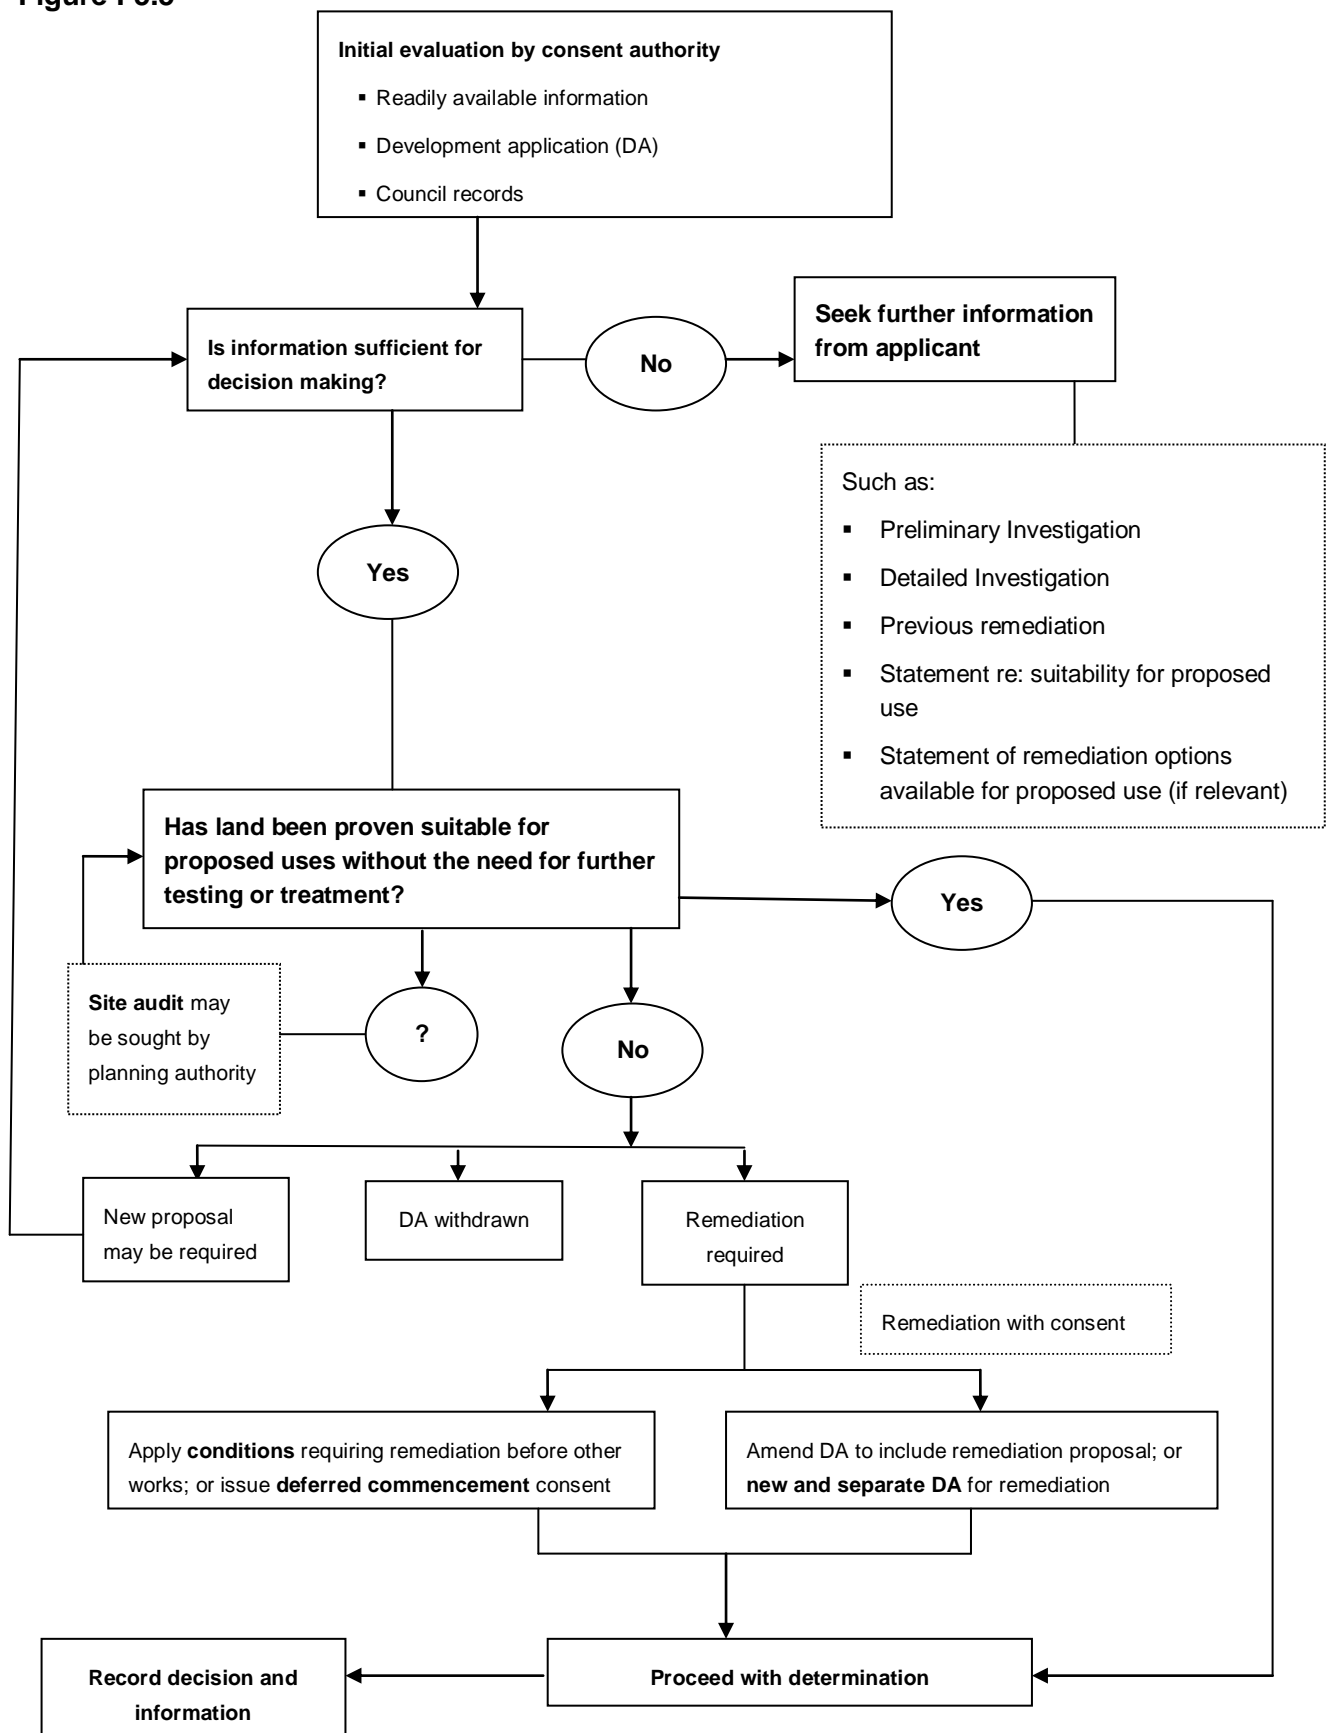 Initial evaluation by consent authority
▪ Readily available information
▪ Development application (DA)
▪ Council records
Is information sufficient for
decision making?
No
Seek further information
from applicant
Such as:
▪ Preliminary Investigation
▪ Detailed Investigation
▪ Previous remediation
▪ Statement re: suitability for proposed
use
▪ Statement of remediation options
available for proposed use (if relevant)
Yes
Has land been proven suitable for
proposed uses without the need for further
testing or treatment?
Yes
Site audit may
be sought by
planning authority
?
No
New proposal
may be required
DA withdrawn
Remediation
required
Remediation with consent
Apply conditions requiring remediation before other
works; or issue deferred commencement consent
Amend DA to include remediation proposal; or
new and separate DA for remediation
Record decision and
information
Proceed with determination